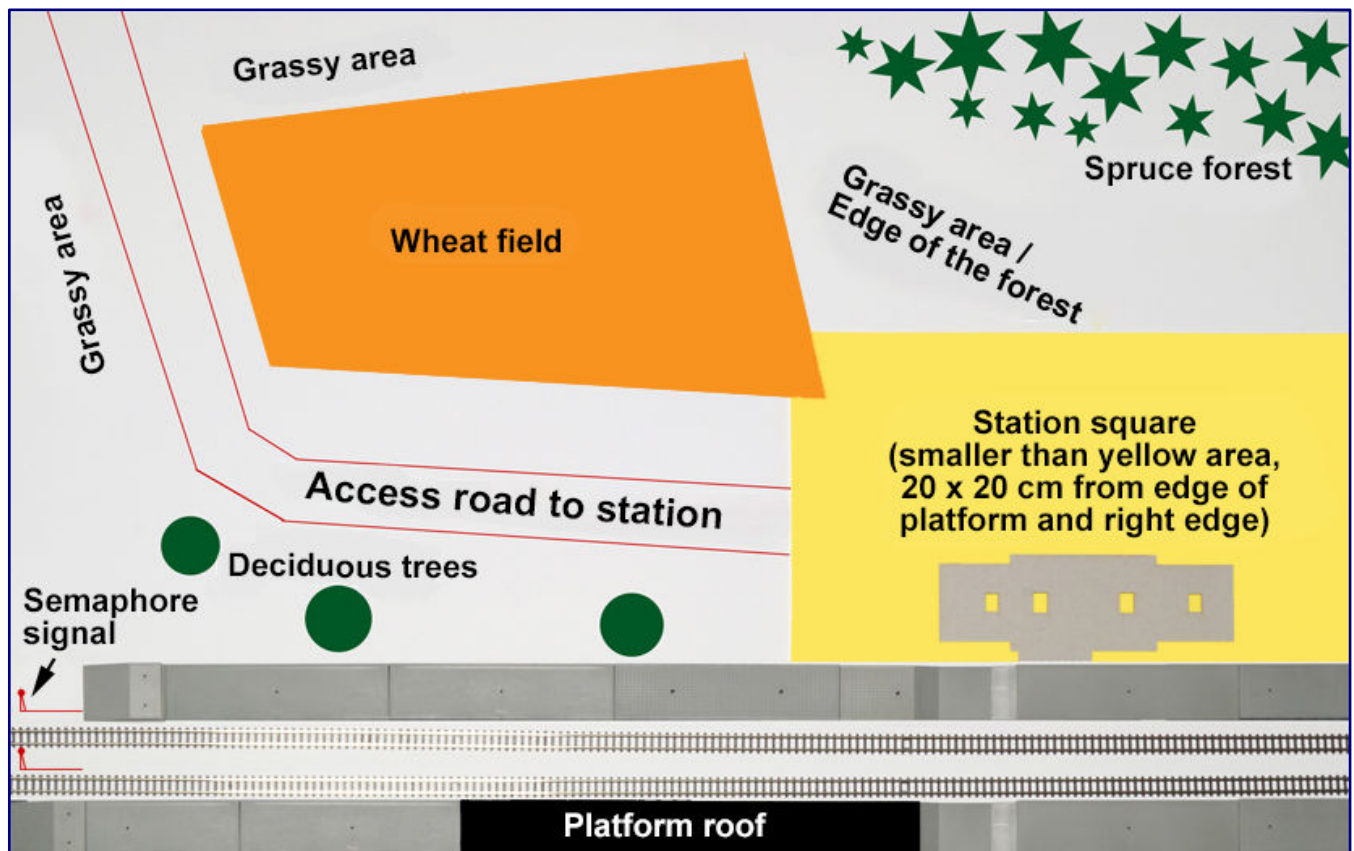 Grassy area
Spruce forest
Grassy area /
Edge of the forest
Grassy area
Wheat field
Station square
(smaller than yellow area,
20 x 20 cm from edge of
platform and right edge)
Access road to station
Deciduous trees
Semaphore
signal
Platform roof